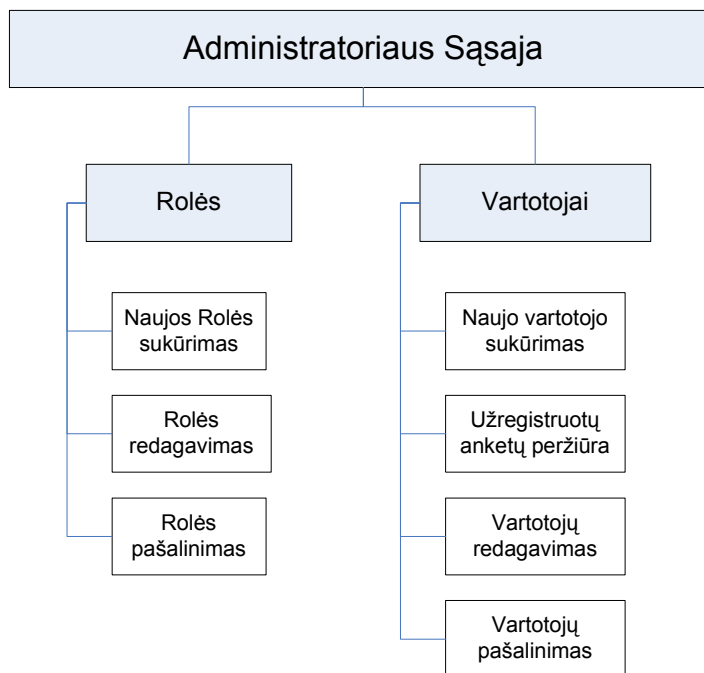 Administratoriaus Sąsaja
Rolės
Naujos Rolės
sukūrimas
Rolės
redagavimas
Rolės
pašalinimas
Vartotojai
Naujo vartotojo
sukūrimas
Užregistruotų
anketų peržiūra
Vartotojų
redagavimas
Vartotojų
pašalinimas